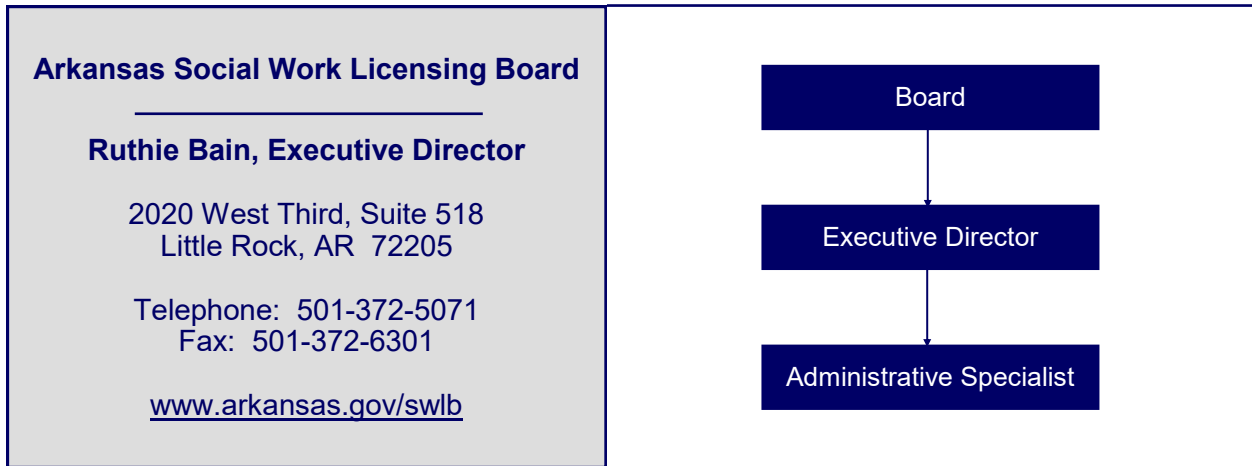 Arkansas Social Work Licensing Board
Ruthie Bain, Executive Director
2020 West Third, Suite 518
Little Rock, AR  72205
Telephone:  501-372-5071
Fax:  501-372-6301
www.arkansas.gov/swlb
Board
Executive Director
Administrative Specialist